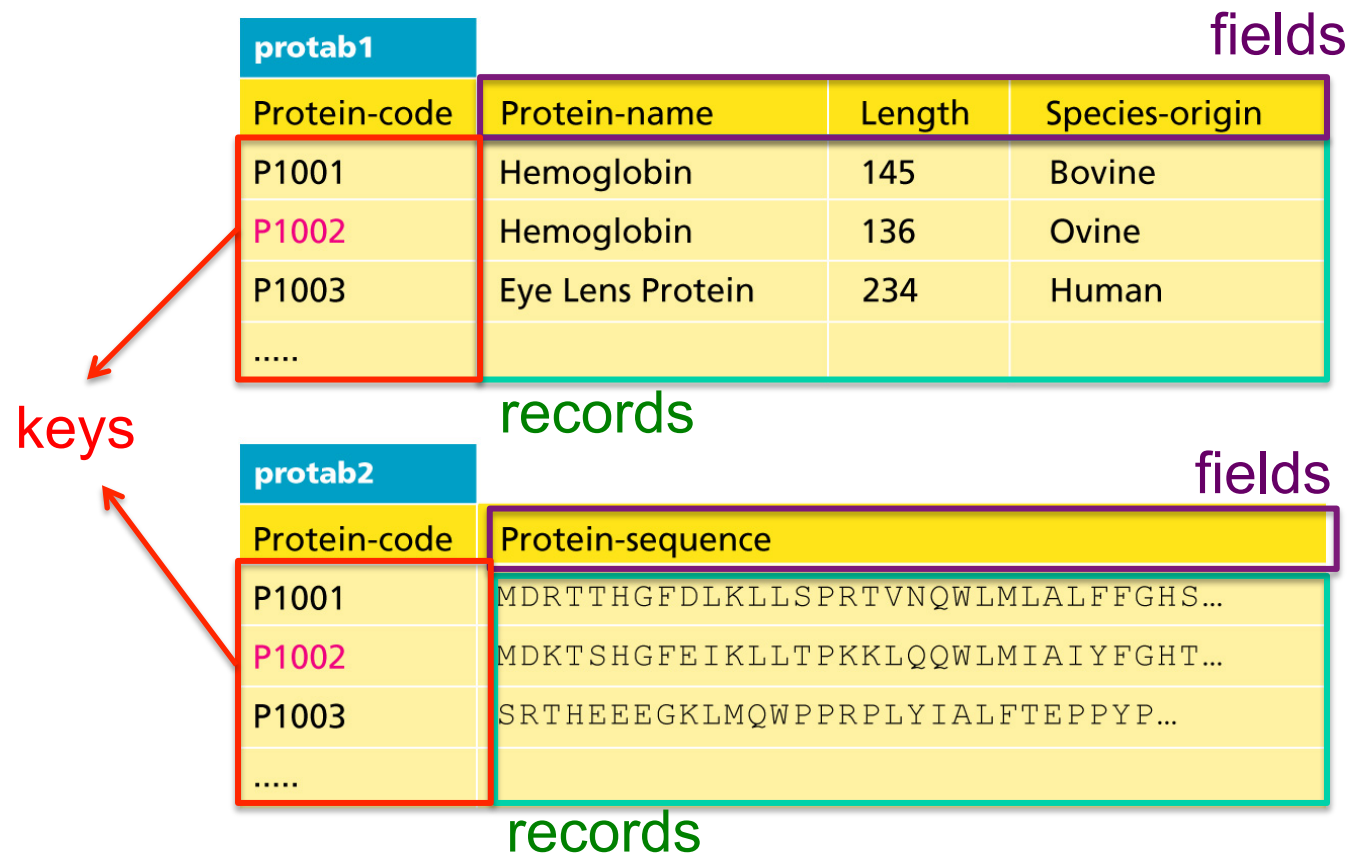 fields
protab1
Protein-code Protein-name Length Species-origin
P1001 Hemoglobin 145 Bovine
P1002 Hemoglobin 136 Ovine
P1003 Eye Lens Protein 234 Human
.....
records
keys
fields
protab2
Protein-code Protein-sequence
P1001 MDRTTHGFDLKLLSPRTVNQWLMLALFFGHS...
P1002 MDKTSHGFEIKLLTPKKLQQWLMIAIYFGHT...
P1003 SRTHEEEGKLMQWPPRPLYIALFTEPPYP...
.....
records